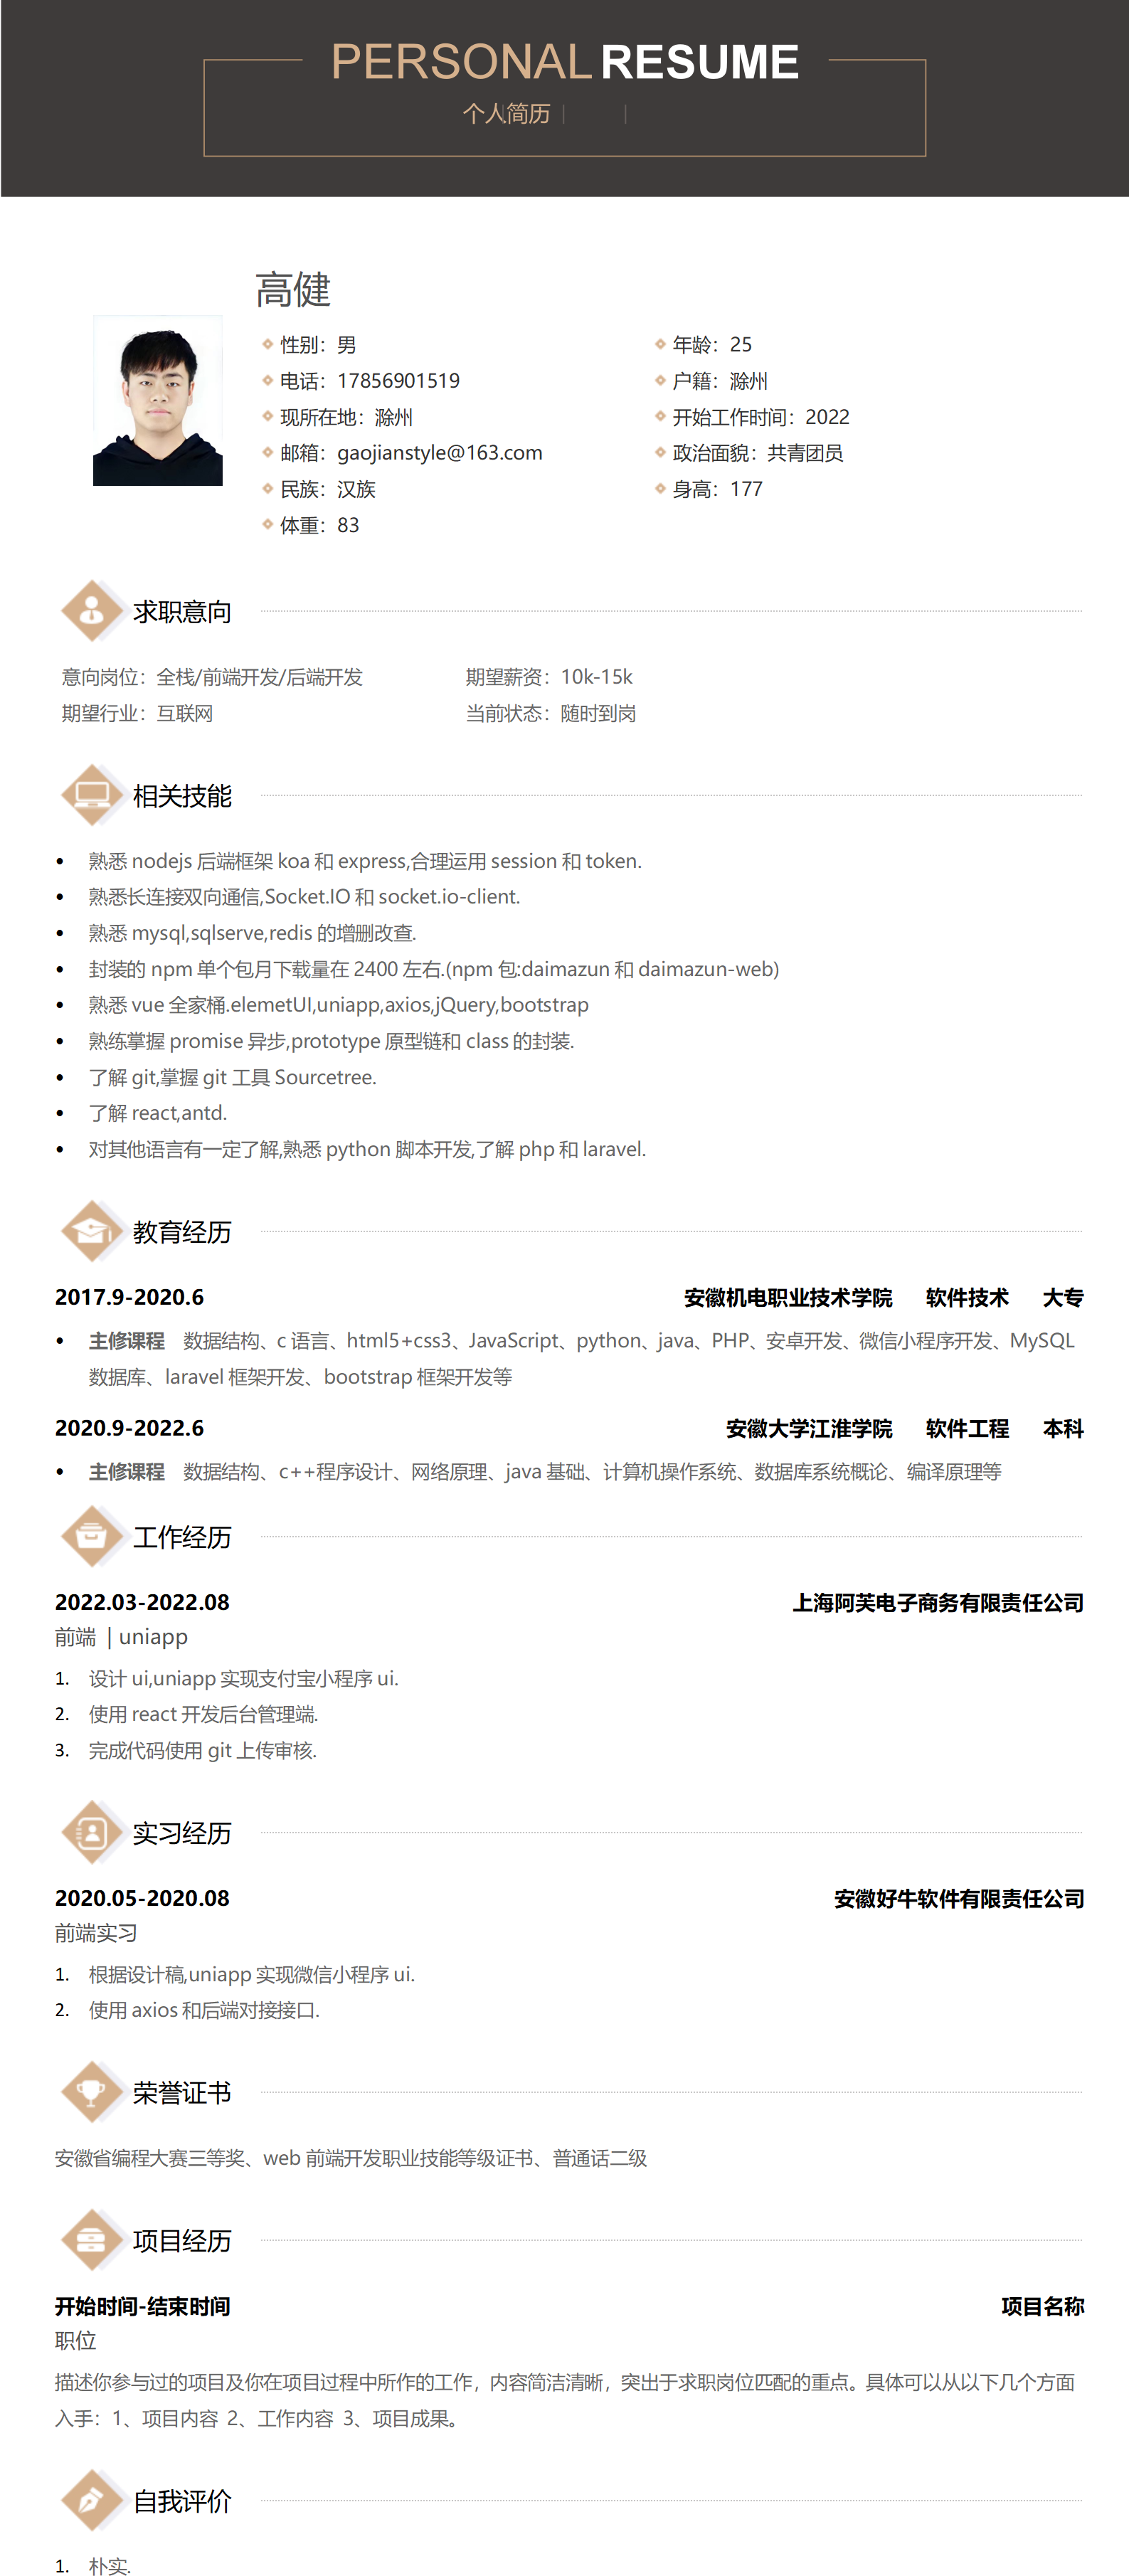 PERSONAL RESUME
个人简历
高健
性别：男 年龄：25
电话：17856901519 户籍：滁州
现所在地：滁州 开始工作时间：2022
邮箱：gaojianstyle@163.com 政治面貌：共青团员
民族：汉族 身高：177
体重：83
求职意向
意向岗位：全栈/前端开发/后端开发 期望薪资：10k-15k
期望行业：互联网 当前状态：随时到岗
相关技能
• 熟悉 nodejs 后端框架 koa 和 express,合理运用 session 和 token.
• 熟悉长连接双向通信,Socket.IO 和 socket.io-client.
• 熟悉 mysql,sqlserve,redis 的增删改查.
• 封装的 npm 单个包月下载量在 2400 左右.(npm 包:daimazun 和 daimazun-web)
• 熟悉 vue 全家桶.elemetUI,uniapp,axios,jQuery,bootstrap
• 熟练掌握 promise 异步,prototype 原型链和 class 的封装.
• 了解 git,掌握 git 工具 Sourcetree.
• 了解 react,antd.
• 对其他语言有一定了解,熟悉 python 脚本开发,了解 php 和 laravel.
教育经历
2017.9-2020.6 安徽机电职业技术学院 软件技术 大专
• 主修课程 数据结构、c 语言、html5+css3、JavaScript、python、java、PHP、安卓开发、微信小程序开发、MySQL
数据库、laravel 框架开发、bootstrap 框架开发等
2020.9-2022.6 安徽大学江淮学院 软件工程 本科
• 主修课程 数据结构、c++程序设计、网络原理、java 基础、计算机操作系统、数据库系统概论、编译原理等
工作经历
2022.03-2022.08 上海阿芙电子商务有限责任公司
前端 | uniapp
1. 设计 ui,uniapp 实现支付宝小程序 ui.
2. 使用 react 开发后台管理端.
3. 完成代码使用 git 上传审核.
实习经历
2020.05-2020.08 安徽好牛软件有限责任公司
前端实习
1. 根据设计稿,uniapp 实现微信小程序 ui.
2. 使用 axios 和后端对接接口.
荣誉证书
安徽省编程大赛三等奖、web 前端开发职业技能等级证书、普通话二级
项目经历
开始时间-结束时间 项目名称
职位
描述你参与过的项目及你在项目过程中所作的工作，内容简洁清晰，突出于求职岗位匹配的重点。具体可以从以下几个方面
入手：1、项目内容 2、工作内容 3、项目成果。
自我评价
1. 朴实.